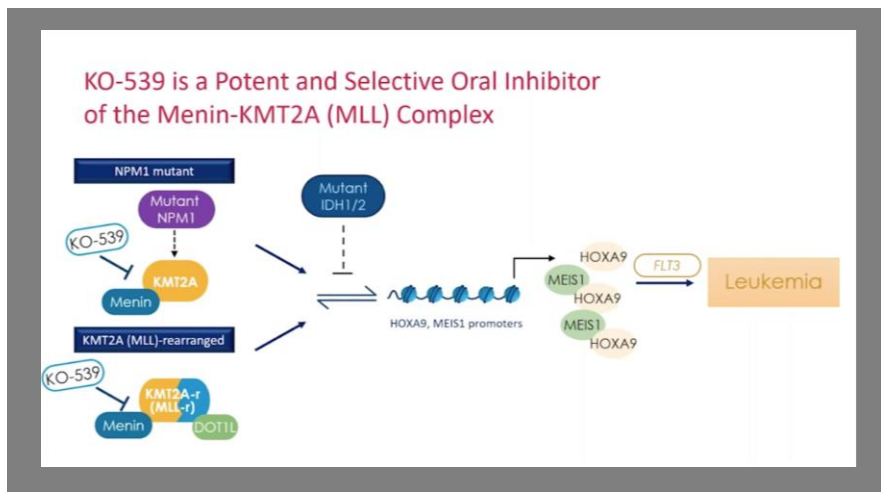 KO-539 is a Potent and Selective Oral Inhibitor
of the Menin-KMT2A (MLL) Complex
NPM1 mutant
Mutant
NPM1
KO-539
KMT2A
Menin
KMT2A (MLL)-rearranged
KO-539
KMT2A-r
(MLL-r)
Menin
DOT1L
Mutant
IDH1/2
HOXA9, MEIS1 promoters
HOXA9
MEIS1
HOXA9
MEIS1
HOXA9
FLT3
Leukemia